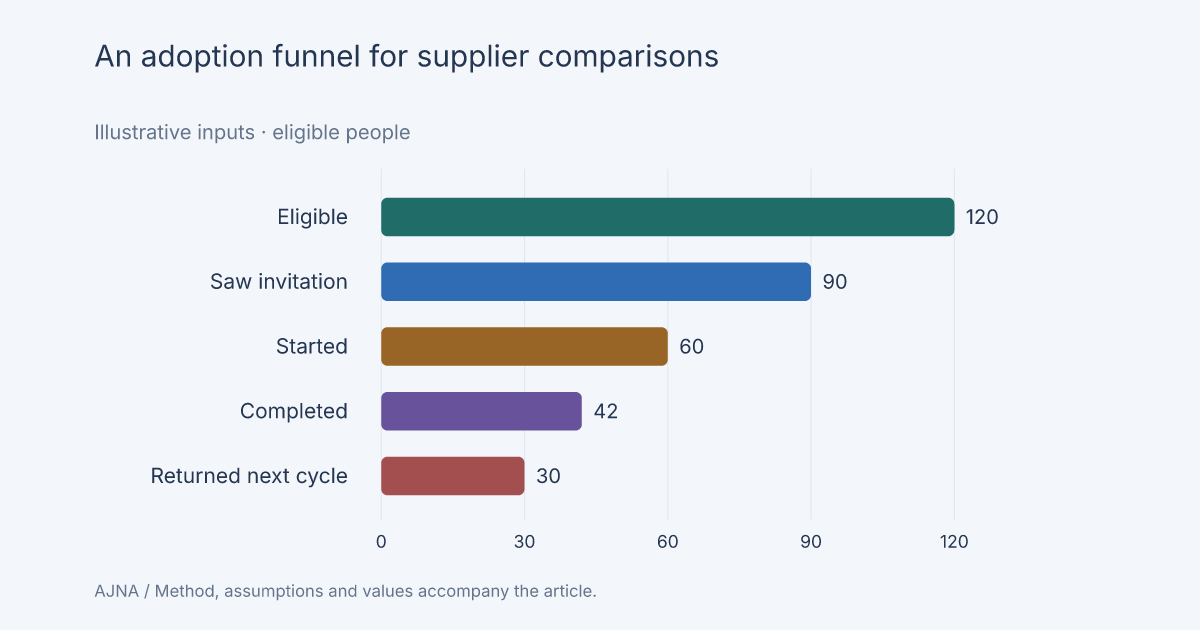 An adoption funnel for supplier comparisons
Illustrative inputs · eligible people
Eligible 120
Saw invitation 90
Started 60
Completed 42
Returned next cycle 30
0 30 60 90 120
AJNA / Method, assumptions and values accompany the article.